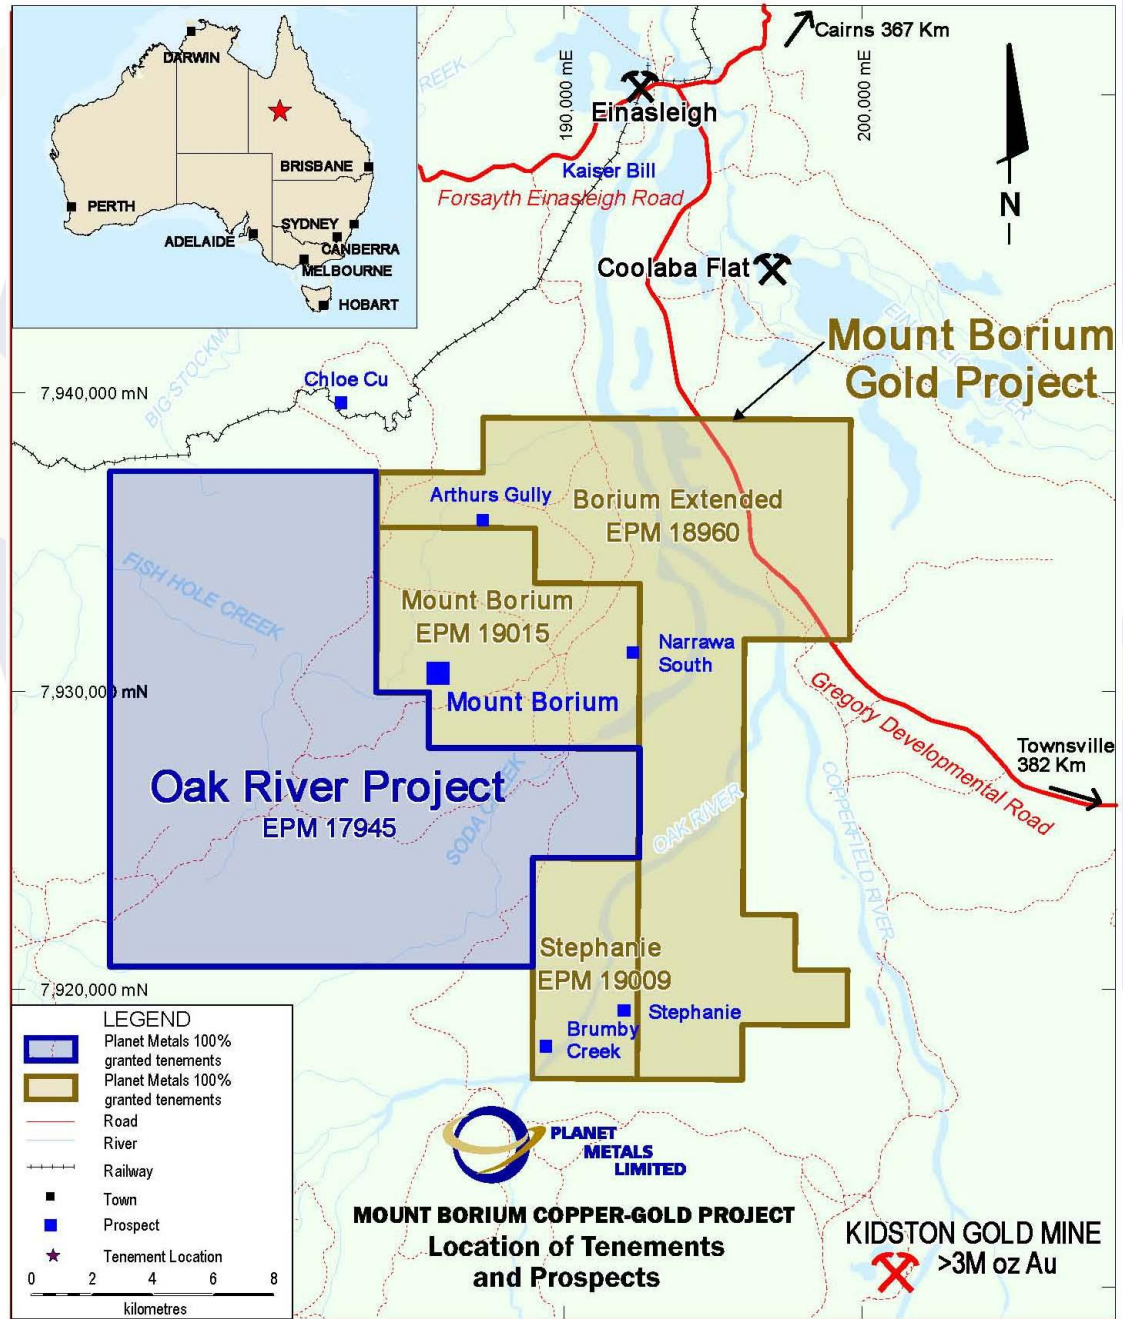 DARWIN
BRISBANE
PERTH
SYDNEY
ADELAIDE
CANBERRA
MELBOURNE
HOBART
CREEK
190,000 mE
200,000 mE
Cairns 367 Km
Einasleigh
Kaiser Bill
Forsayth Einasleigh Road
N
Coolaba Flat
Mount Borium
Gold Project
Chloe Cu
7,940,000 mN
Arthurs Gully
Borium Extended
EPM 18960
FISH HOLE CREEK
Mount Borium
EPM 19015
Narrawa
South
7,930,000 mN
Mount Borium
Gregory Developmental Road
Townsville
382 Km
Oak River Project
EPM 17945
SODA CREEK
OAK RIVER
COPPERFIELD RIVER
Stephanie
EPM 19009
7,920,000 mN
Stephanie
Brumby
Creek
LEGEND
Planet Metals 100%
granted tenements
Planet Metals 100%
granted tenements
Road
River
Railway
Town
Prospect
Tenement Location
0 2 4 6 8
kilometres
PLANET
METALS
LIMITED
MOUNT BORIUM COPPER-GOLD PROJECT
Location of Tenements
and Prospects
KIDSTON GOLD MINE
>3M oz Au